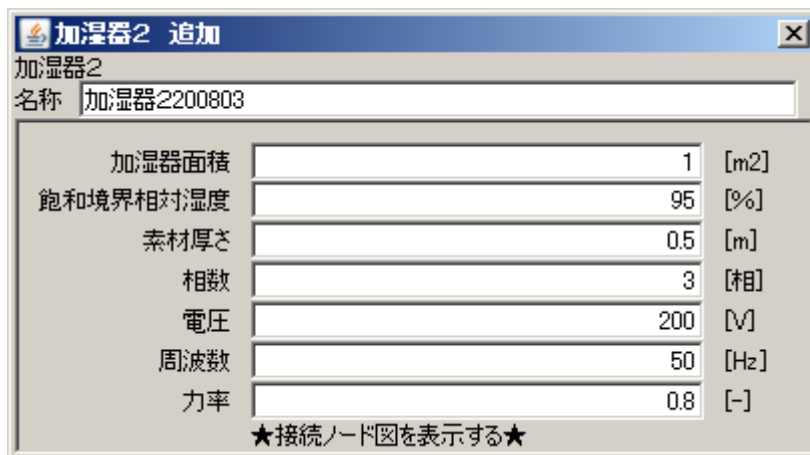 加湿器2 追加
加湿器2
名称 加湿器2200803
加湿器面積 1 [m2]
飽和境界相対湿度 95 [%]
素材厚さ 0.5 [m]
相数 3 [相]
電圧 200 [V]
周波数 50 [Hz]
力率 0.8 [-]
★接続ノード図を表示する★